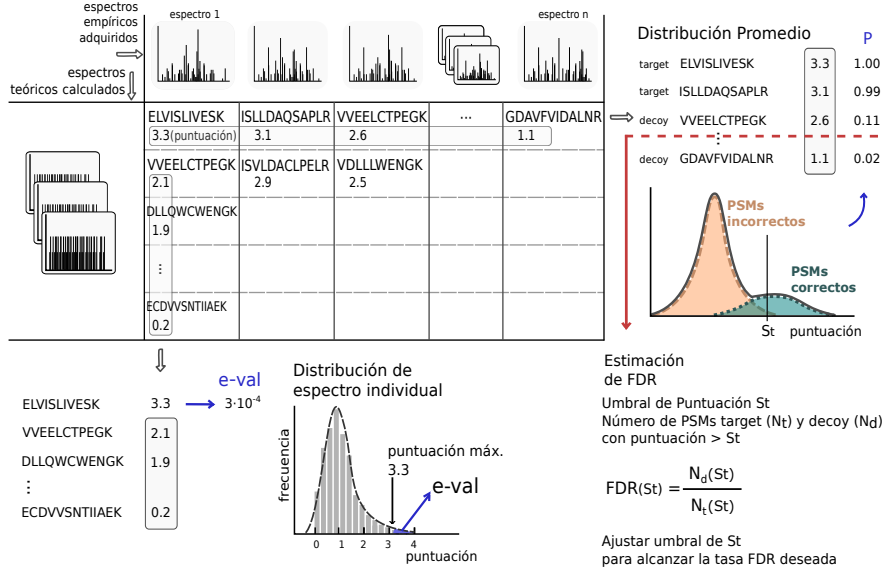 espectros
empíricos
adquiridos
espectro 1
espectro n
espectros
teóricos calculados
ELVISLIVESK
ISLLDAQSAPLR
VVEELCTPEGK
...
GDAVFVIDALNR
3.3(puntuación)
3.1
2.6
1.1
VVEELCTPEGK
ISVLDACLPELR
VDLLLWENGK
2.1
2.9
2.5
DLLQWCWENGK
1.9
...
ECDVVSNTIIAEK
0.2
Distribución Promedio
P
target ELVISLIVESK 3.3 1.00
target ISLLDAQSAPLR 3.1 0.99
decoy VVEELCTPEGK 2.6 0.11
...
decoy GDAVFVIDALNR 1.1 0.02
PSMs
incorrectos
PSMs
correctos
St puntuación
e-val
ELVISLIVESK 3.3 3·10⁻⁴
VVEELCTPEGK 2.1
DLLQWCWENGK 1.9
...
ECDVVSNTIIAEK 0.2
Distribución de
espectro individual
frecuencia
puntuación máx.
3.3
e-val
0 1 2 3 4
puntuación
Estimación
de FDR
Umbral de Puntuación St
Número de PSMs target (Nt) y decoy (Nd)
con puntuación > St
FDR(St) = Nd(St)
Nt(St)
Ajustar umbral de St
para alcanzar la tasa FDR deseada